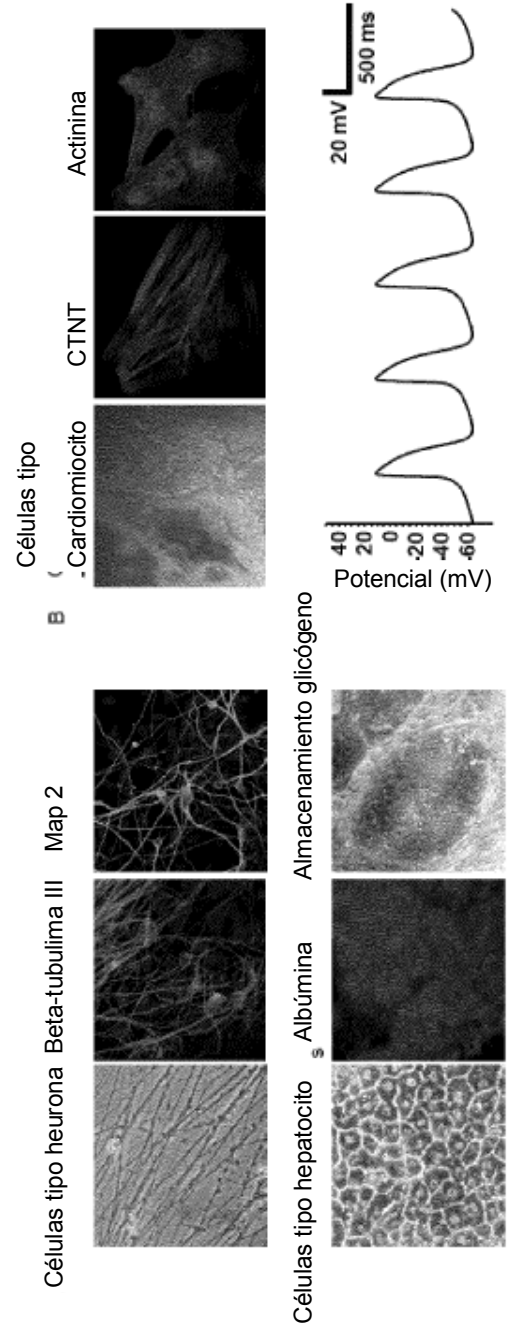 Células tipo heurona
Beta-tubulima III
Map 2
Células tipo hepatocito
s Albúmina
Almacenamiento glicógeno
B
Células tipo
Cardiomiocito
CTNT
Actinina
40
20
0
-20
-40
-60
Potencial (mV)
20 mV
500 ms